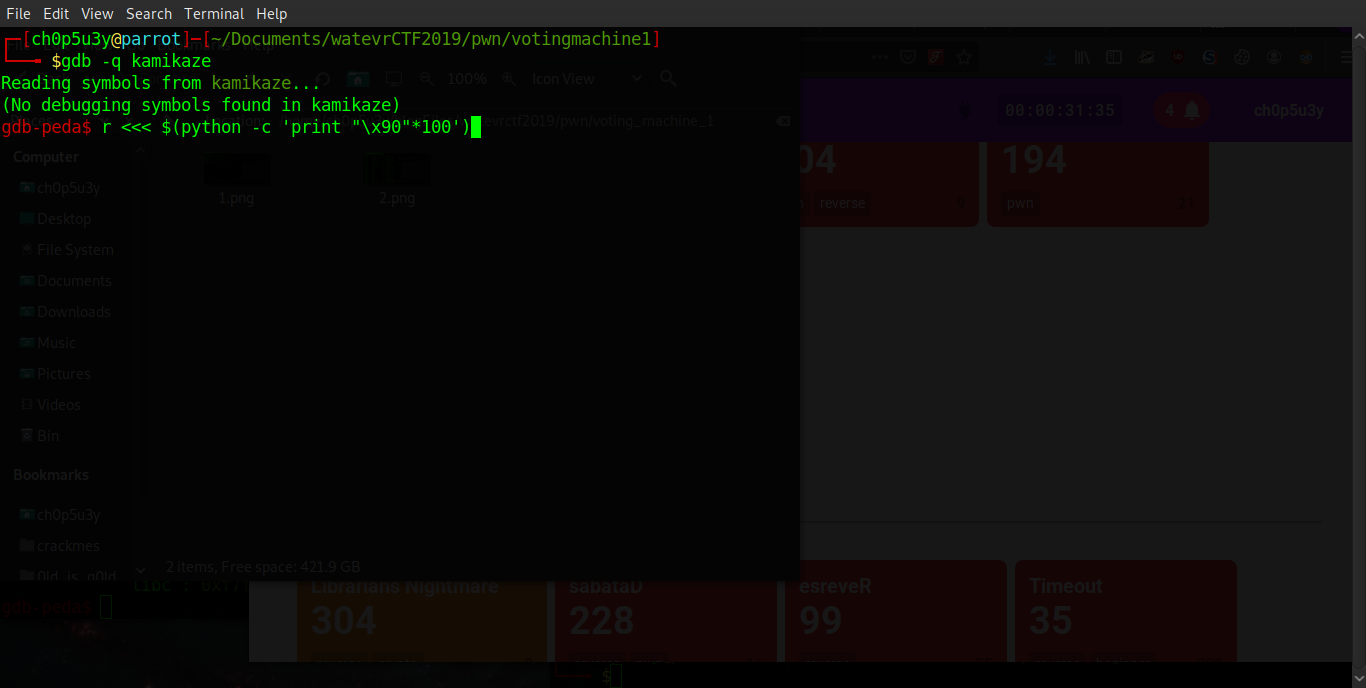 File Edit View Search Terminal Help
┌─[ch0p5u3y@parrot]─[~/Documents/watevrCTF2019/pwn/votingmachine1]
└──╼ $gdb -q kamikaze
Reading symbols from kamikaze...
(No debugging symbols found in kamikaze)
gdb-peda$ r <<< $(python -c 'print "\x90"*100')
100% Icon View
00:00:31:35 4 ch0p5u3y
evrctf2019/pwn/voting_machine_1
Computer
ch0p5u3y
Desktop
File System
Documents
Downloads
Music
Pictures
Videos
Bin
Bookmarks
ch0p5u3y
crackmes
0ld_is_g0ld
1.png 2.png
04 194
reverse pwn
2 items, Free space: 421.9 GB
gdb-peda$
Librarians Nightmare sabataD esreveR Timeout
304 228 99 35
$